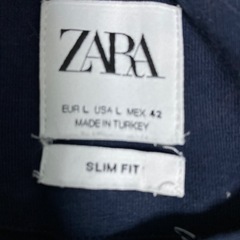 ZARA
EUR L USA L MEX 42
MADE IN TURKEY
SLIM FIT